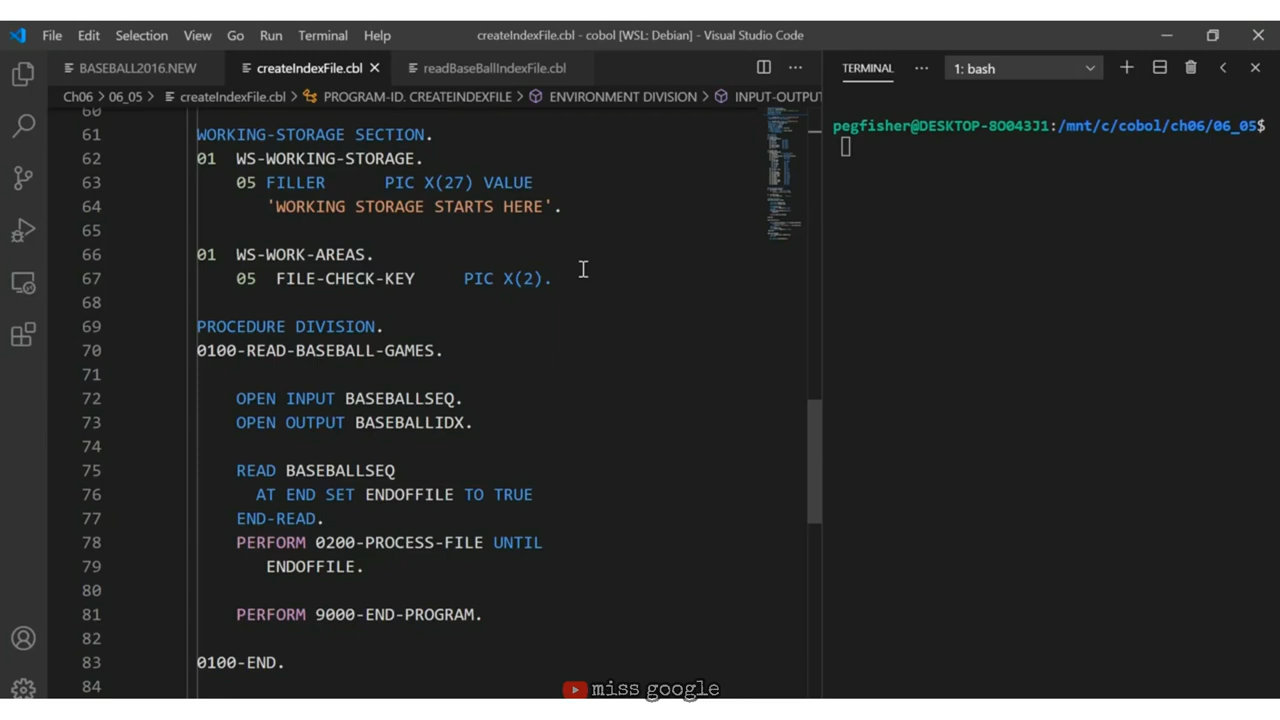 File Edit Selection View Go Run Terminal Help createIndexFile.cbl - cobol [WSL: Debian] - Visual Studio Code
BASEBALL2016.NEW createIndexFile.cbl readBaseBallIndexFile.cbl ···
Ch06 > 06_05 > createIndexFile.cbl > PROGRAM-ID. CREATEINDEXFILE > ENVIRONMENT DIVISION > INPUT-OUTPU
60
61 WORKING-STORAGE SECTION.
62 01 WS-WORKING-STORAGE.
63 05 FILLER PIC X(27) VALUE
64 'WORKING STORAGE STARTS HERE'.
65
66 01 WS-WORK-AREAS.
67 05 FILE-CHECK-KEY PIC X(2).
68
69 PROCEDURE DIVISION.
70 0100-READ-BASEBALL-GAMES.
71
72 OPEN INPUT BASEBALLSEQ.
73 OPEN OUTPUT BASEBALLIDX.
74
75 READ BASEBALLSEQ
76 AT END SET ENDOFFILE TO TRUE
77 END-READ.
78 PERFORM 0200-PROCESS-FILE UNTIL
79 ENDOFFILE.
80
81 PERFORM 9000-END-PROGRAM.
82
83 0100-END.
84
TERMINAL ··· 1: bash
pegfisher@DESKTOP-8O043J1:/mnt/c/cobol/ch06/06_05$
miss google